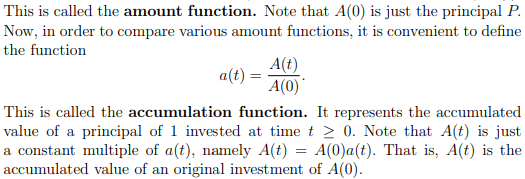 This is called the amount function. Note that A(0) is just the principal P.
Now, in order to compare various amount functions, it is convenient to define
the function
a(t) = A(t)/A(0).
This is called the accumulation function. It represents the accumulated
value of a principal of 1 invested at time t ≥ 0. Note that A(t) is just
a constant multiple of a(t), namely A(t) = A(0)a(t). That is, A(t) is the
accumulated value of an original investment of A(0).